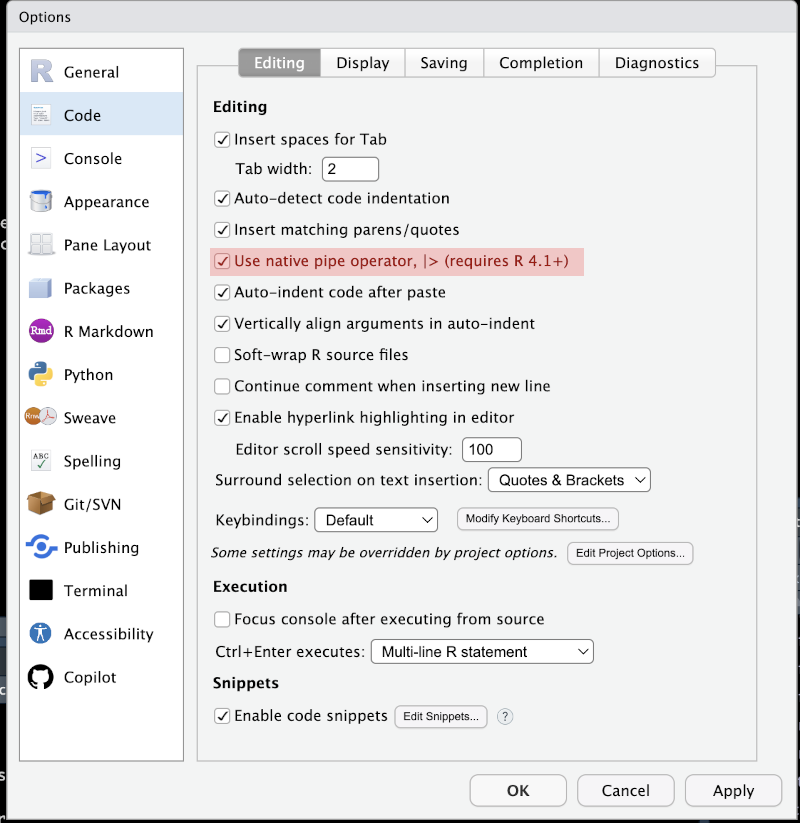 Options
General
Code
Console
Appearance
Pane Layout
Packages
R Markdown
Python
Sweave
Spelling
Git/SVN
Publishing
Terminal
Accessibility
Copilot
Editing Display Saving Completion Diagnostics
Editing
Insert spaces for Tab
Tab width: 2
Auto-detect code indentation
Insert matching parens/quotes
Use native pipe operator, |> (requires R 4.1+)
Auto-indent code after paste
Vertically align arguments in auto-indent
Soft-wrap R source files
Continue comment when inserting new line
Enable hyperlink highlighting in editor
Editor scroll speed sensitivity: 100
Surround selection on text insertion: Quotes & Brackets
Keybindings: Default Modify Keyboard Shortcuts...
Some settings may be overridden by project options. Edit Project Options...
Execution
Focus console after executing from source
Ctrl+Enter executes: Multi-line R statement
Snippets
Enable code snippets Edit Snippets... ?
OK Cancel Apply